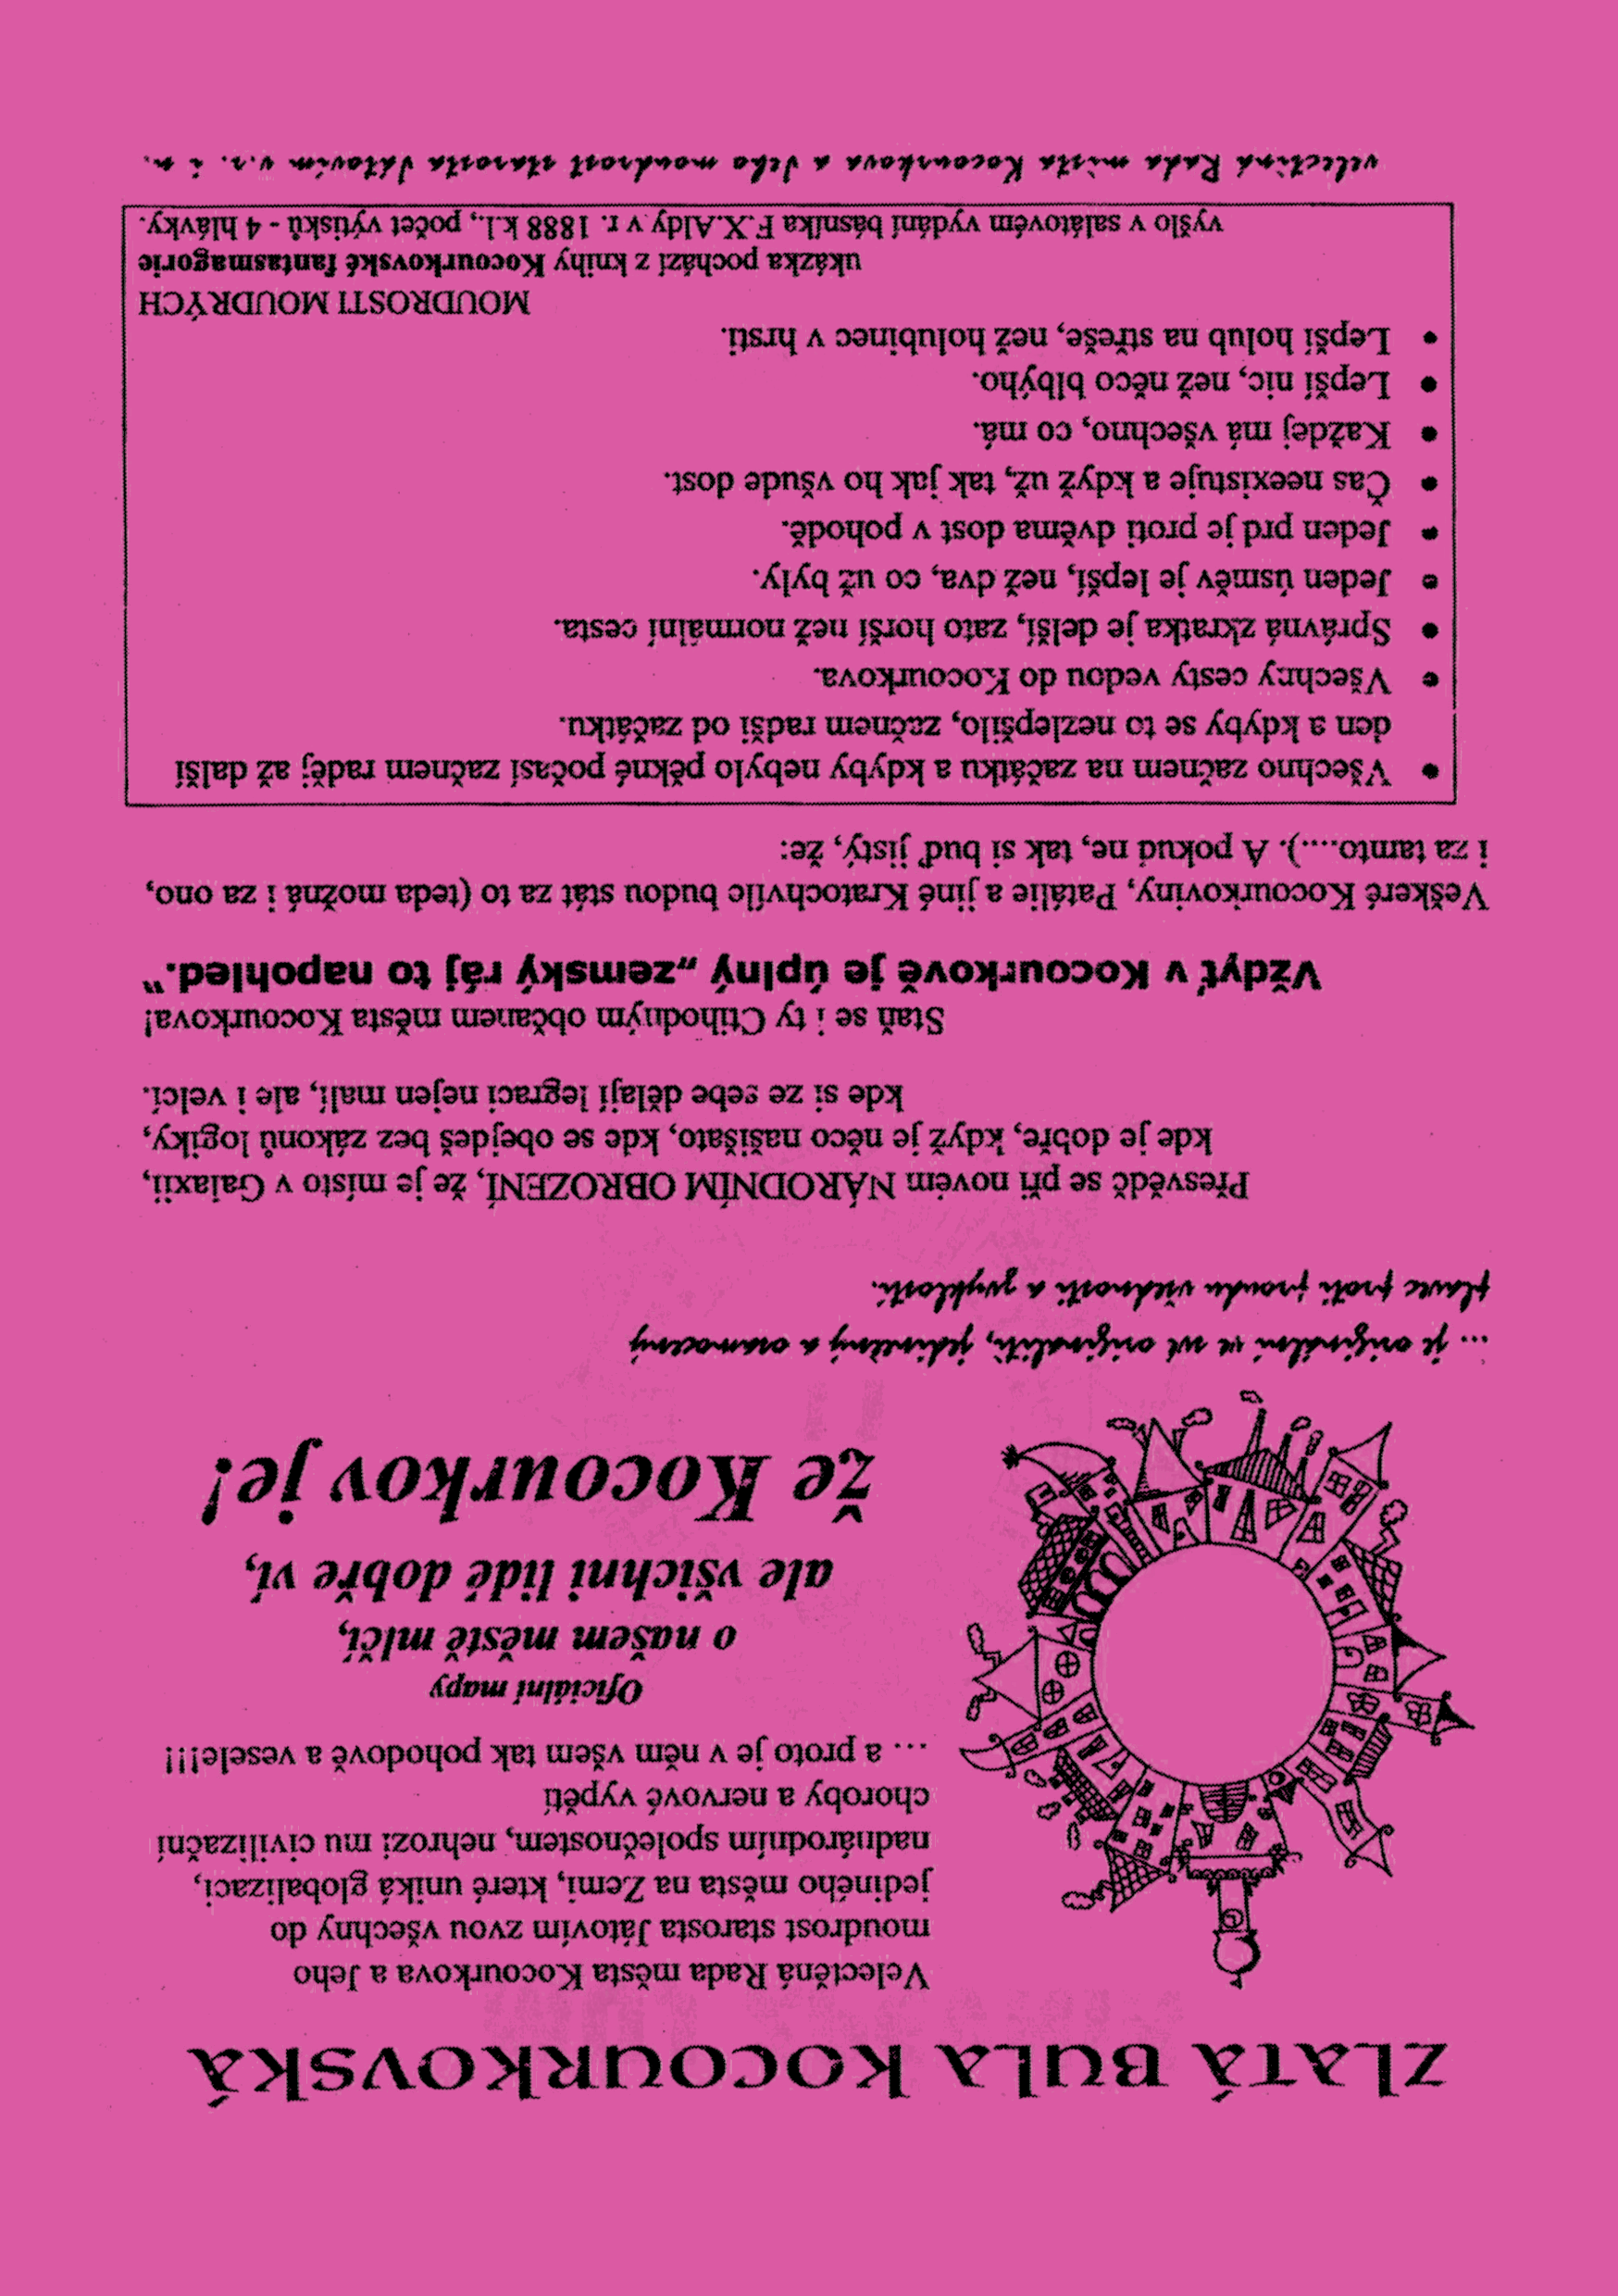 ZLATÁ BULA KOCOURKOVSKÁ
Velectěná Rada města Kocourkova a Jeho
moudrost starosta Játovím zvou všechny do
jediného města na Zemi, které uniká globalizaci,
nadnárodním společnostem, nehrozí mu civilizační
choroby a nervové vypětí
… a proto je v něm všem tak pohodově a vesele!!!
Oficiální mapy
o našem městě mlčí,
ale všichni lidé dobře ví,
že Kocourkov je!
... je originální ve své originalitě, jedinečný a osamocený
plavec proti proudu všednosti a zvyklostí.
Přesvědč se při novém NÁRODNÍM OBROZENÍ, že je místo v Galaxii,
kde je dobře, když je něco našišato, kde se obejdeš bez zákonů logiky,
kde si ze sebe dělají legraci nejen malí, ale i velcí.
Staň se i ty Ctihodným občanem města Kocourkova!
Vždyť v Kocourkově je úplný „zemský ráj to napohled.“
Veškeré Kocourkoviny, Patálie a jiné Kratochvíle budou stát za to (teda možná i za ono,
i za tamto....). A pokud ne, tak si buď jistý, že:
• Všechno začnem na začátku a kdyby nebylo pěkné počasí začnem raděj až další
den a kdyby se to nezlepšilo, začnem radši od začátku.
• Všechny cesty vedou do Kocourkova.
• Správná zkratka je delší, zato horší než normální cesta.
• Jeden úsměv je lepší, než dva, co už byly.
• Jeden prd je proti dvěma dost v pohodě.
• Čas neexistuje a když už, tak jak ho všude dost.
• Každej má všechno, co má.
• Lepší nic, než něco blbýho.
• Lepší holub na střeše, než holubinec v hrsti.
MOUDROSTI MOUDRÝCH
ukázka pochází z knihy Kocourkovské fantasmagorie
vyšlo v salátovém vydání básníka F.X.Aldy v r. 1888 k.l., počet výtisků - 4 hlávky.
velectěná Rada města Kocourkova a Jeho moudrost starosta Játovím v.r. i n.